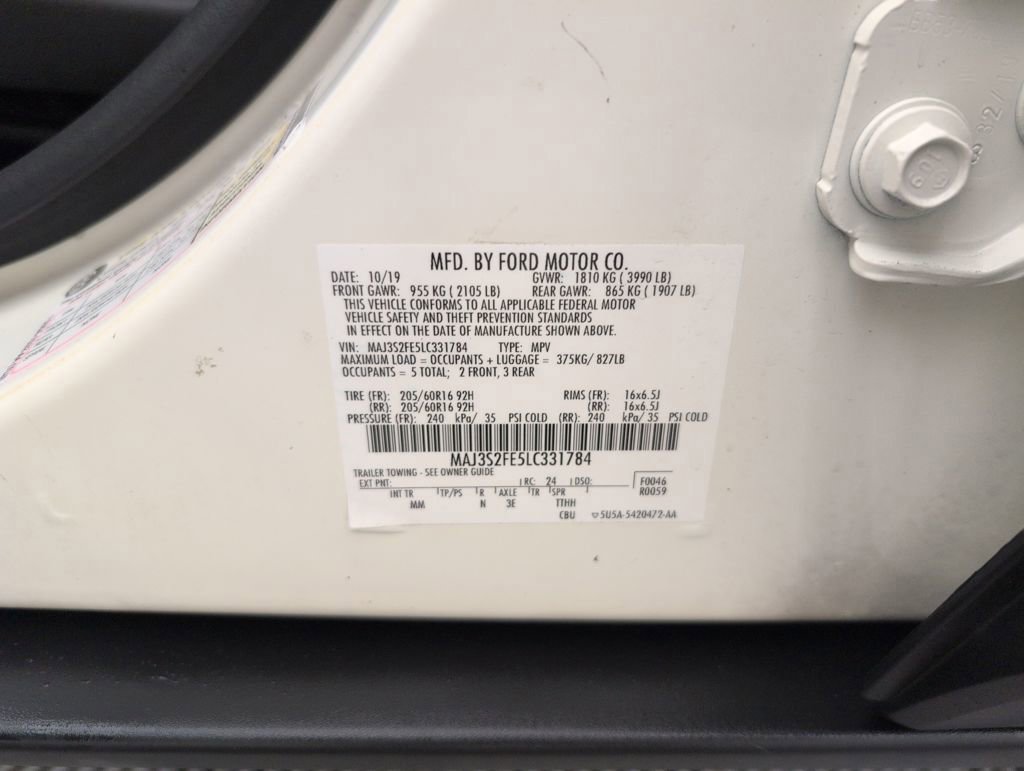 MFD. BY FORD MOTOR CO.
DATE: 10/19 GVWR: 1810 KG ( 3990 LB)
FRONT GAWR: 955 KG ( 2105 LB) REAR GAWR: 865 KG ( 1907 LB)
THIS VEHICLE CONFORMS TO ALL APPLICABLE FEDERAL MOTOR
VEHICLE SAFETY AND THEFT PREVENTION STANDARDS
IN EFFECT ON THE DATE OF MANUFACTURE SHOWN ABOVE.
VIN: MAJ3S2FE5LC331784 TYPE: MPV
MAXIMUM LOAD = OCCUPANTS + LUGGAGE = 375KG/ 827LB
OCCUPANTS = 5 TOTAL; 2 FRONT, 3 REAR
TIRE (FR): 205/60R16 92H RIMS (FR): 16x6.5J
(RR): 205/60R16 92H (RR): 16x6.5J
PRESSURE (FR): 240 kPa/ 35 PSI COLD (RR): 240 kPa/ 35 PSI COLD
MAJ3S2FE5LC331784
TRAILER TOWING - SEE OWNER GUIDE
EXT PNT: RC: 24 DSO: F0046
INT TR TP/PS R AXLE TR SPR R0059
MM N 3E TTHH
CBU 5U5A-5420472-AA
32/19
109